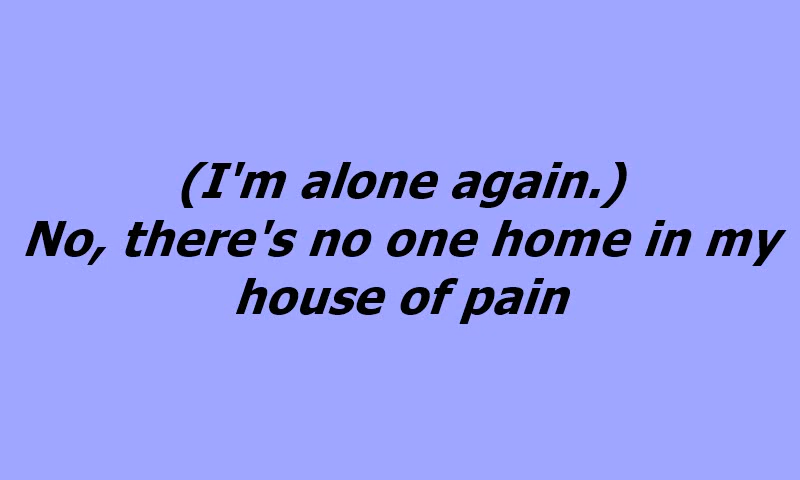 (I'm alone again.)
No, there's no one home in my
house of pain